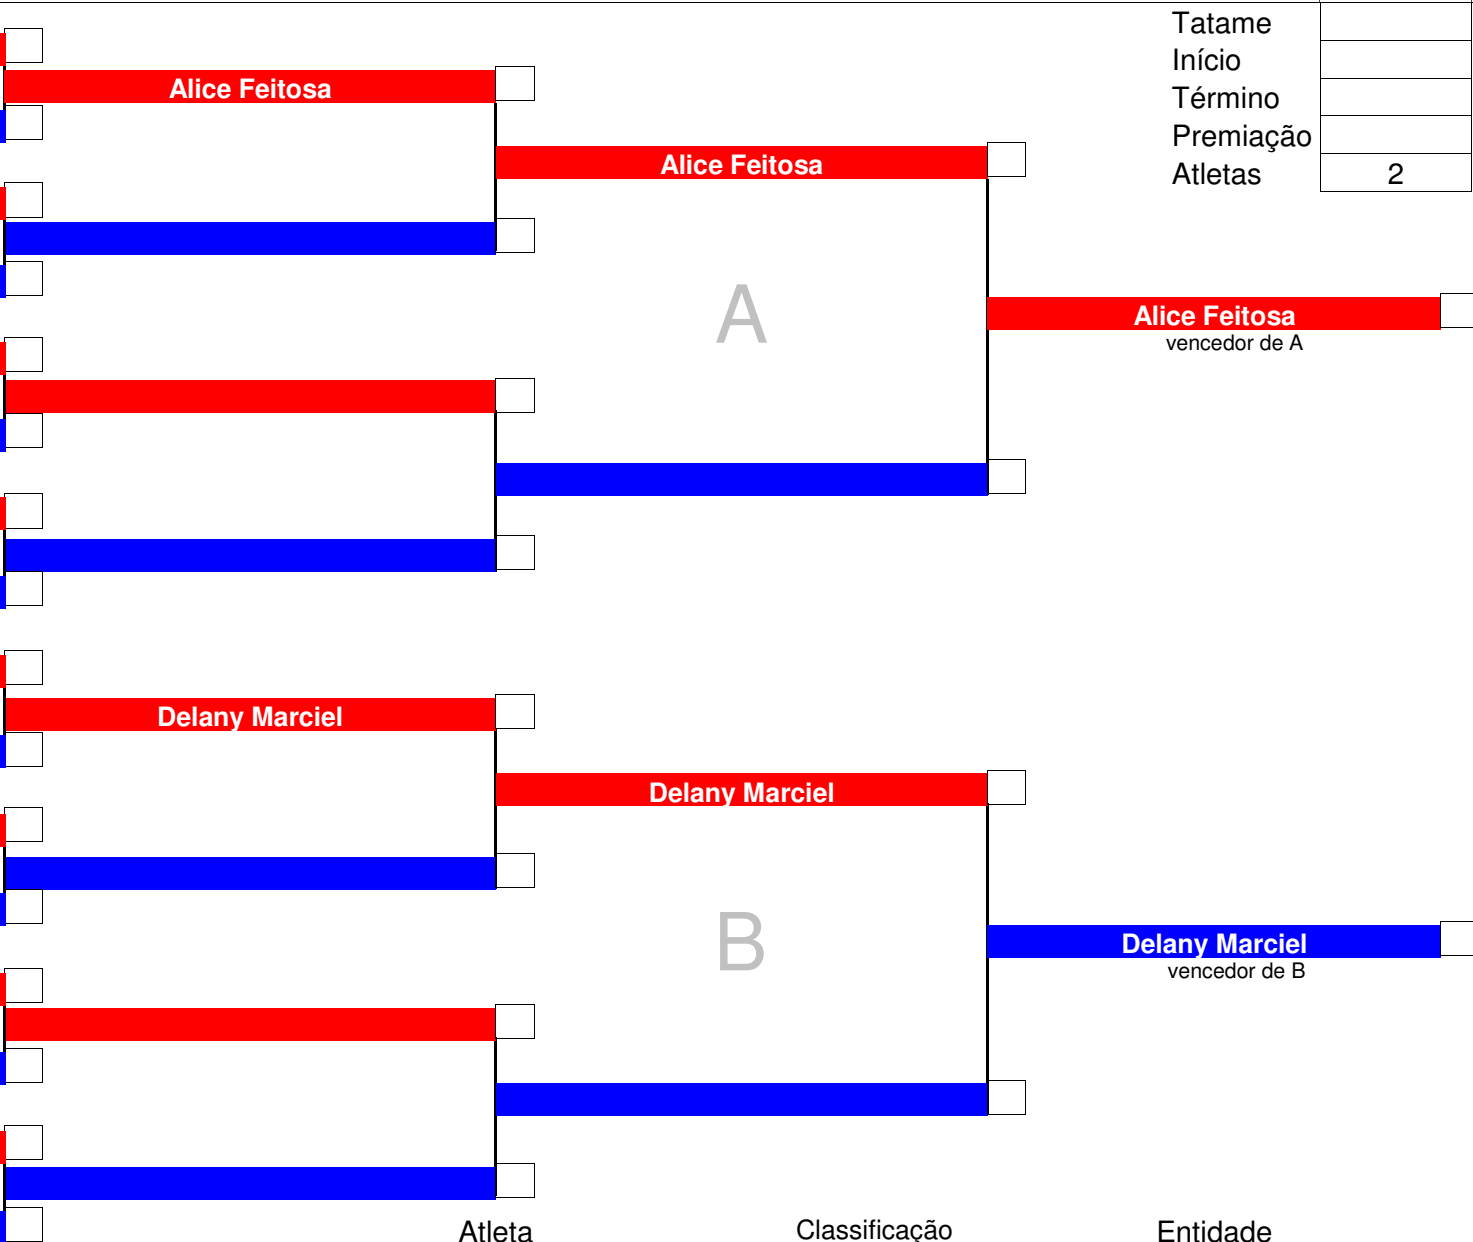 Tatame
Início
Término
Premiação
Atletas 2
Alice Feitosa
Alice Feitosa
A
Alice Feitosa
vencedor de A
Delany Marciel
Delany Marciel
B
Delany Marciel
vencedor de B
Atleta Classificação Entidade